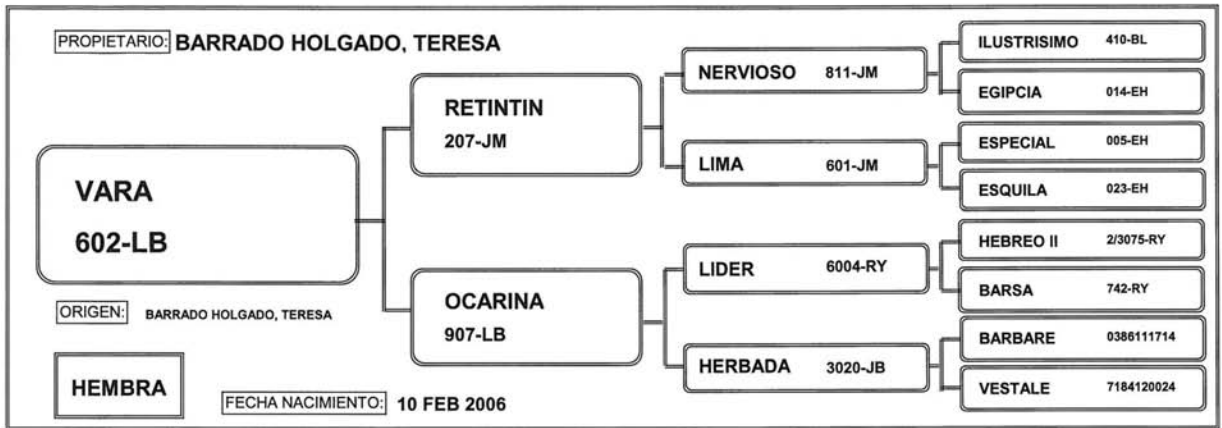 PROPIETARIO: BARRADO HOLGADO, TERESA
VARA
602-LB
ORIGEN: BARRADO HOLGADO, TERESA
HEMBRA
FECHA NACIMIENTO: 10 FEB 2006
RETINTIN
207-JM
OCARINA
907-LB
NERVIOSO 811-JM
LIMA 601-JM
LIDER 6004-RY
HERBADA 3020-JB
ILUSTRISIMO 410-BL
EGIPCIA 014-EH
ESPECIAL 005-EH
ESQUILA 023-EH
HEBREO II 2/3075-RY
BARSA 742-RY
BARBARE 0386111714
VESTALE 7184120024